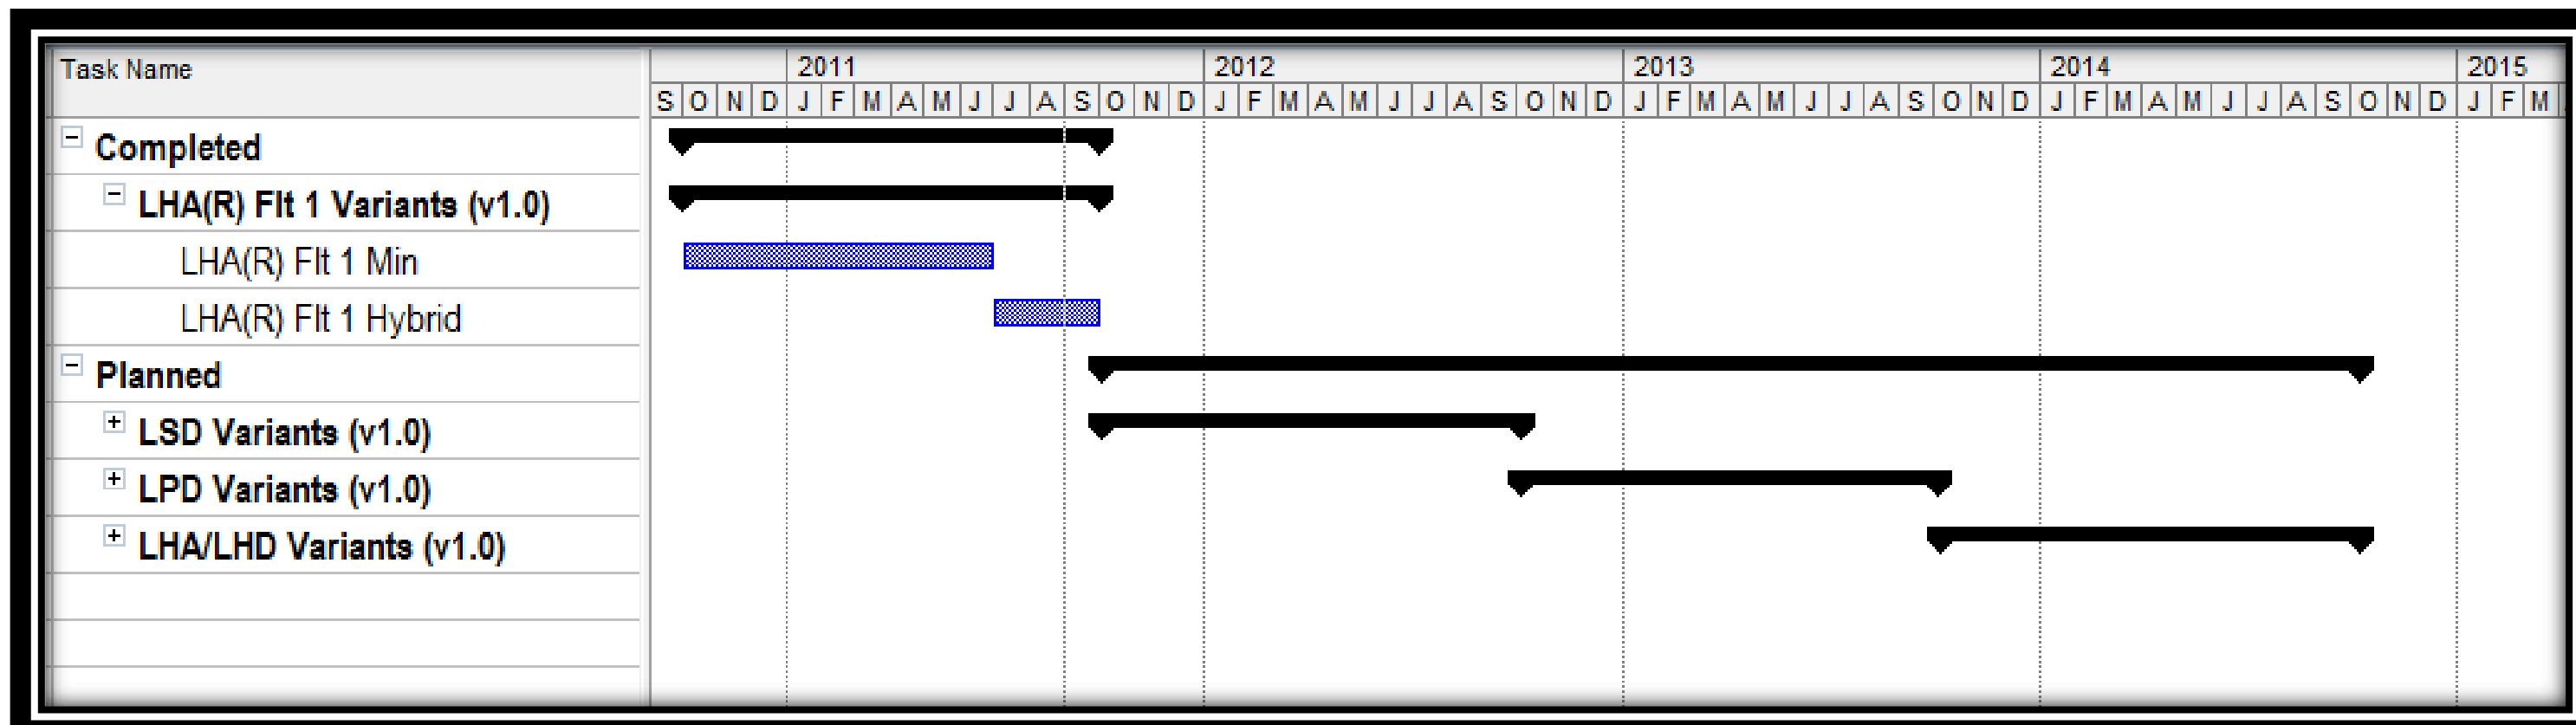 Task Name
2011 2012 2013 2014 2015
S O N D J F M A M J J A S O N D J F M A M J J A S O N D J F M A M J J A S O N D J F M A M J J A S O N D J F M
Completed
LHA(R) Flt 1 Variants (v1.0)
LHA(R) Flt 1 Min
LHA(R) Flt 1 Hybrid
Planned
LSD Variants (v1.0)
LPD Variants (v1.0)
LHA/LHD Variants (v1.0)